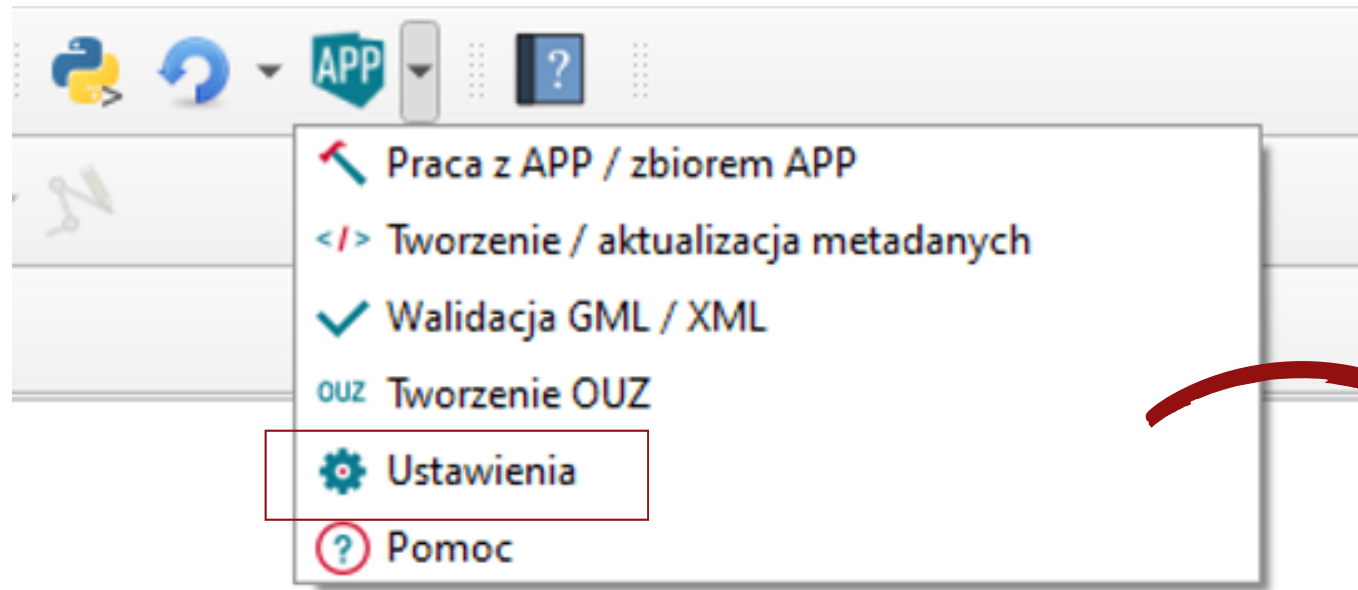 APP
?
Praca z APP / zbiorem APP
</> Tworzenie / aktualizacja metadanych
Walidacja GML / XML
OUZ Tworzenie OUZ
Ustawienia
? Pomoc